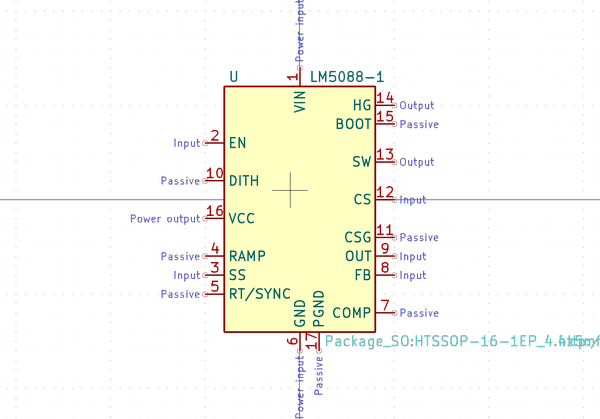 Power input
U LM5088-1
1
VIN
14 Output
HG
15 Passive
BOOT
Input 2 EN
13 Output
SW
Passive 10 DITH
12 Input
CS
Power output 16 VCC
11 Passive
CSG
Passive 4 RAMP
9 Input
OUT
Input 3 SS
8 Input
FB
Passive 5 RT/SYNC
7 Passive
COMP
GND
PGND
6
17
Package_SO:HTSSOP-16-1EP_4.
Power input
Passive